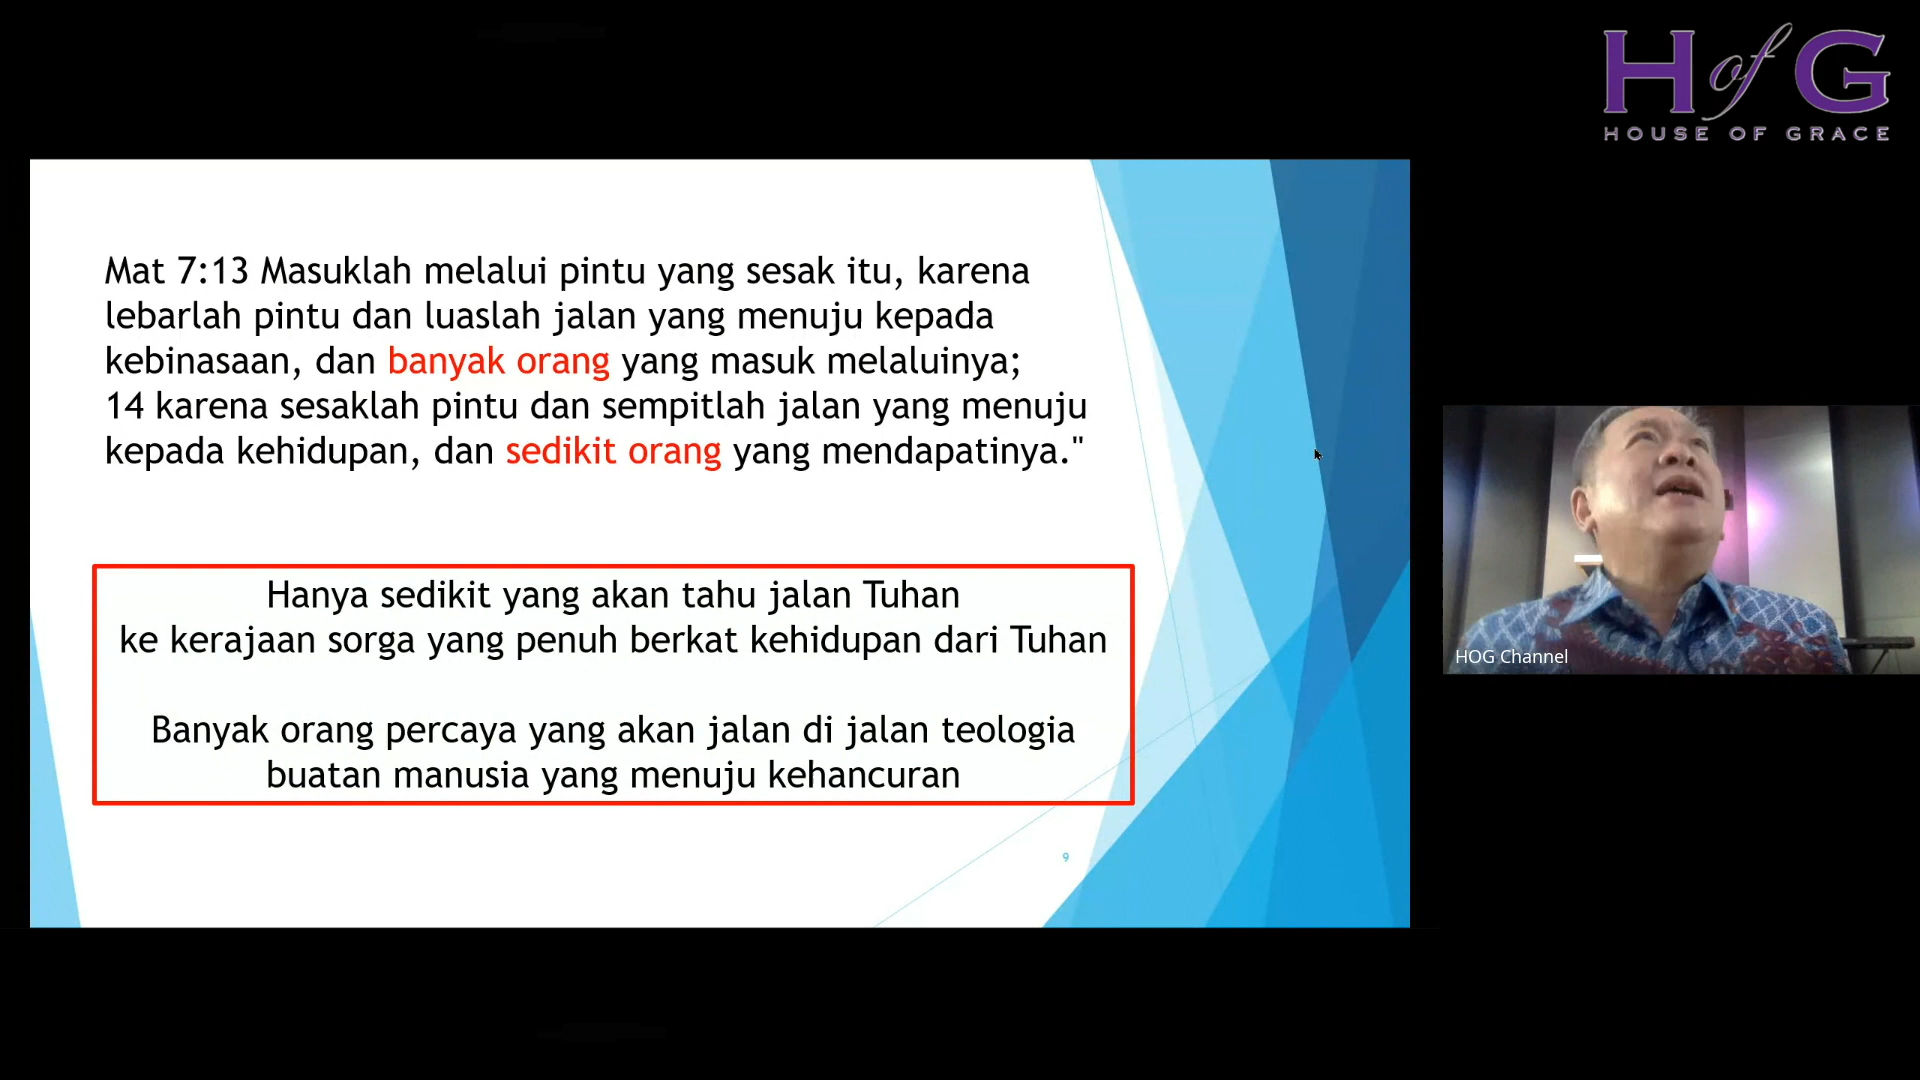 H of G
HOUSE OF GRACE
Mat 7:13 Masuklah melalui pintu yang sesak itu, karena
lebarlah pintu dan luaslah jalan yang menuju kepada
kebinasaan, dan banyak orang yang masuk melaluinya;
14 karena sesaklah pintu dan sempitlah jalan yang menuju
kepada kehidupan, dan sedikit orang yang mendapatinya."
Hanya sedikit yang akan tahu jalan Tuhan
ke kerajaan sorga yang penuh berkat kehidupan dari Tuhan
Banyak orang percaya yang akan jalan di jalan teologia
buatan manusia yang menuju kehancuran
9
HOG Channel